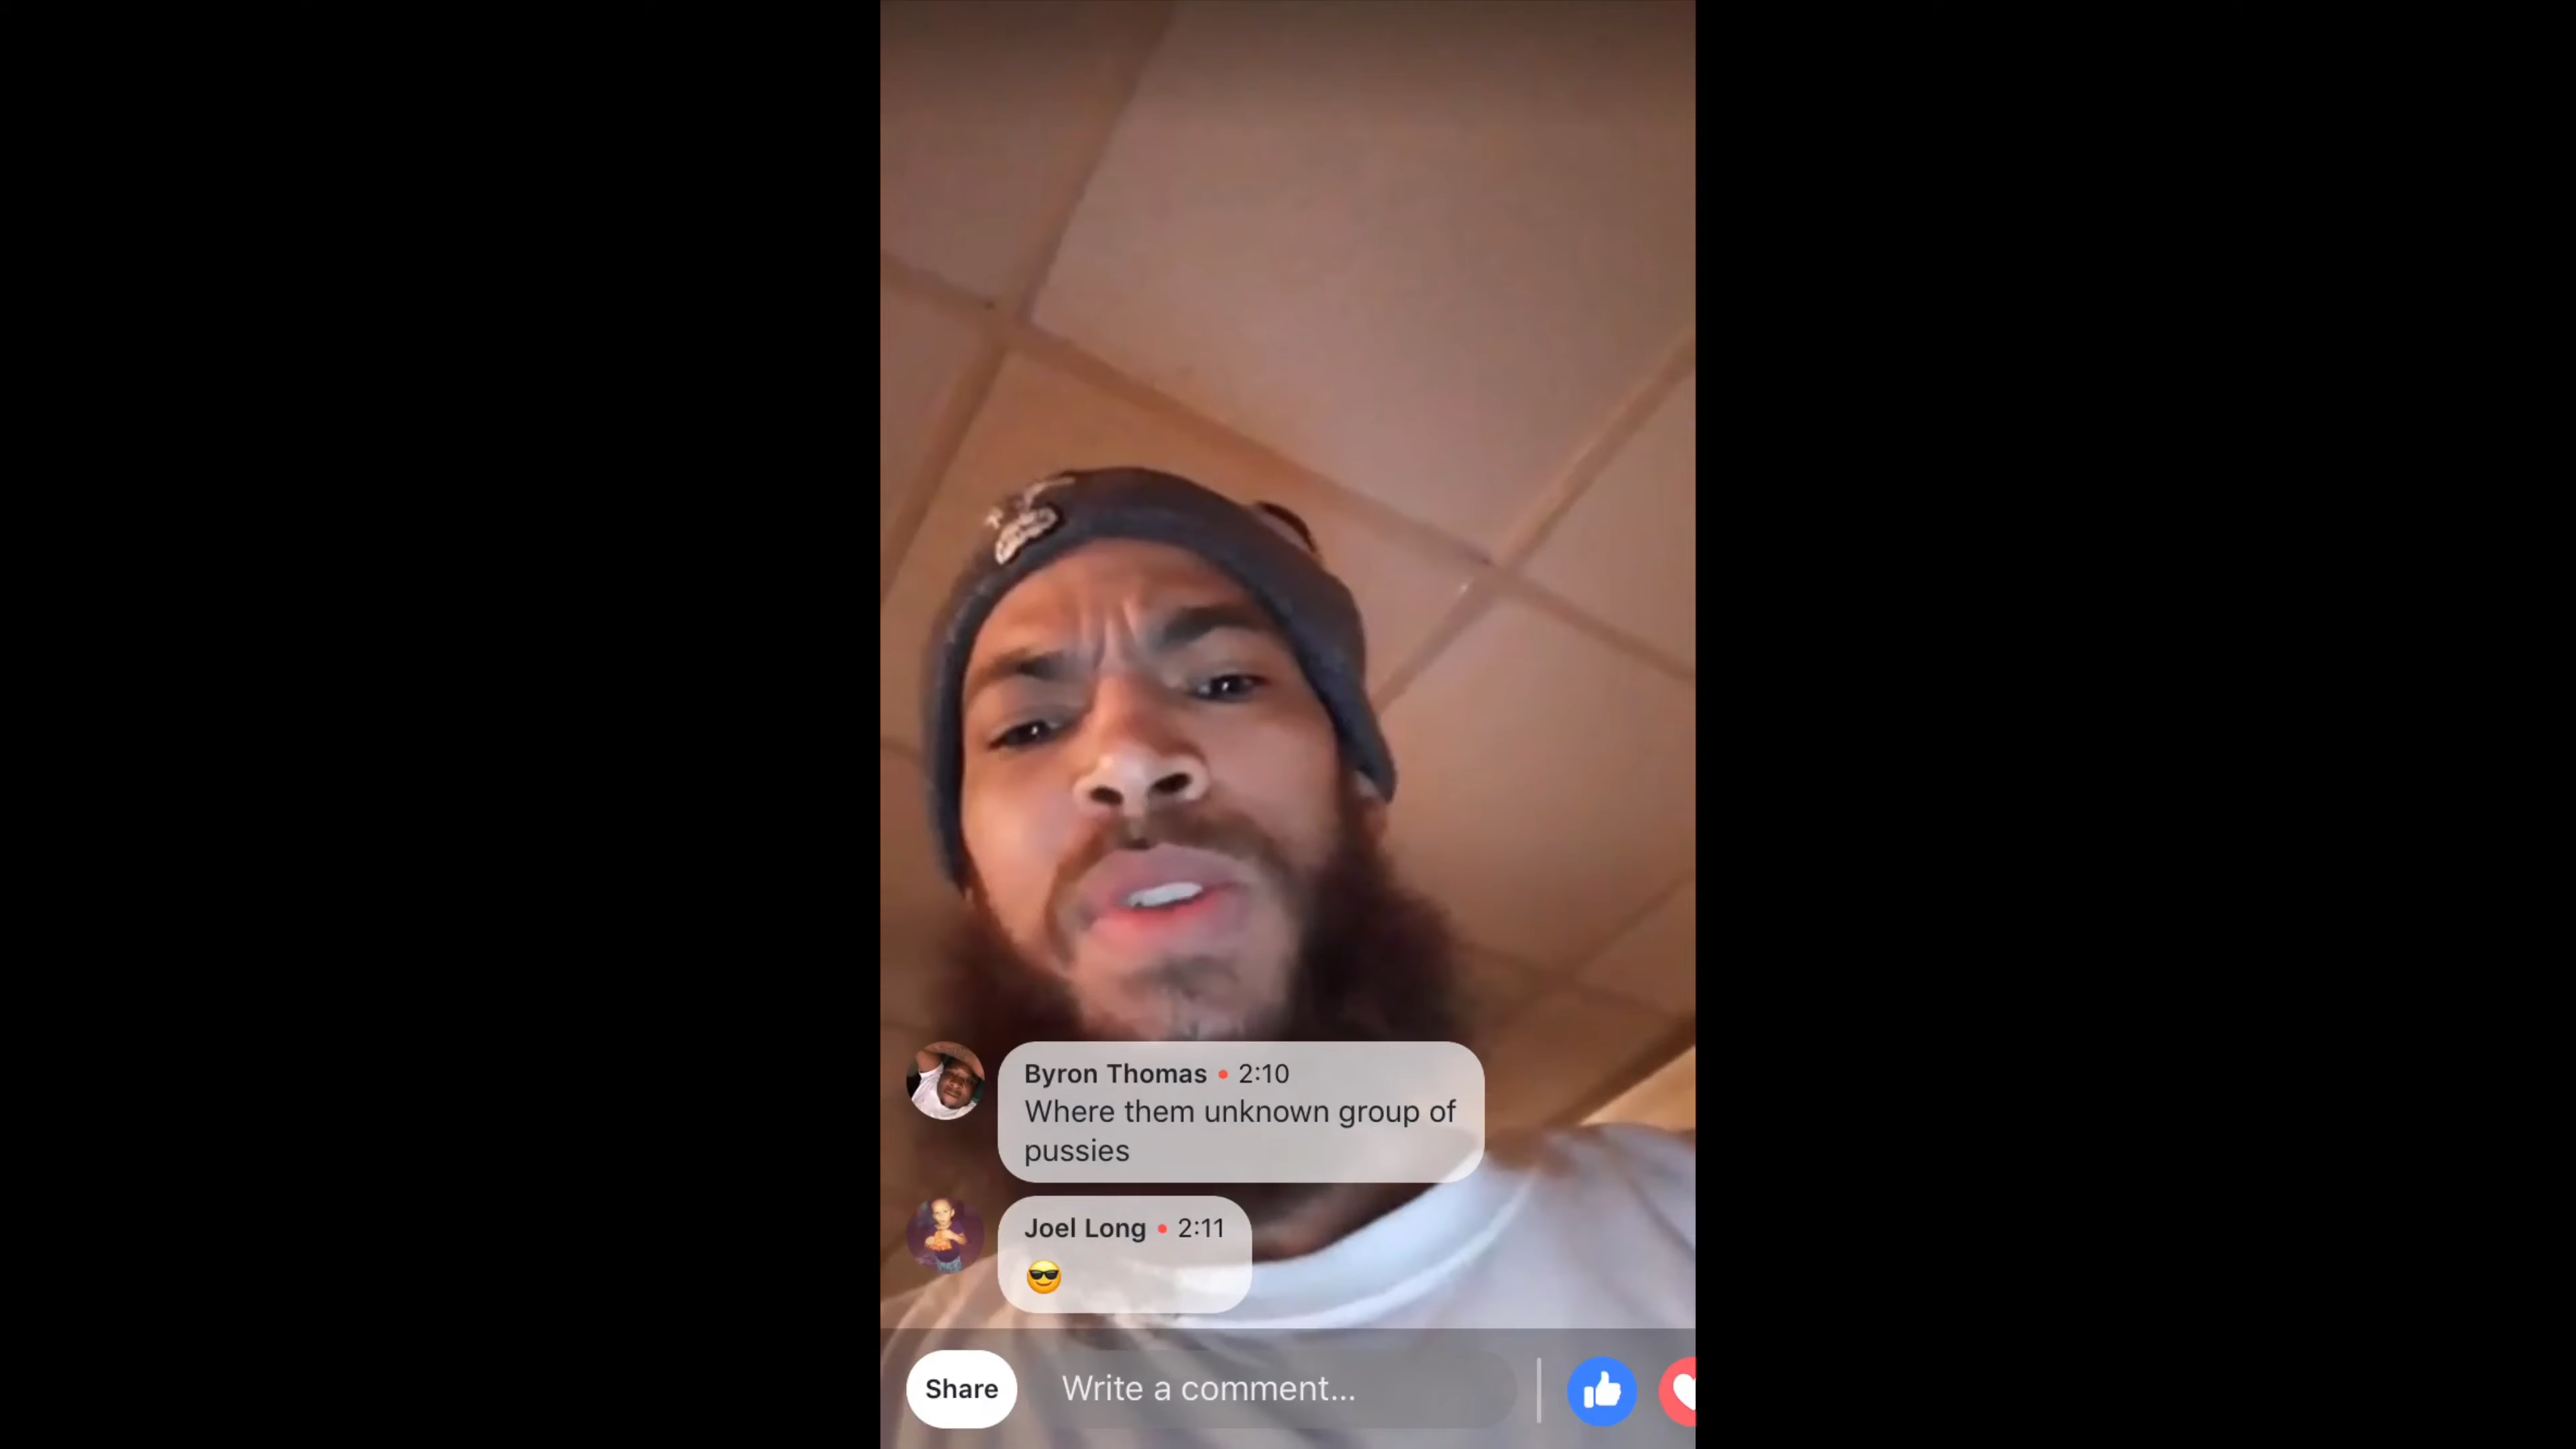 Byron Thomas • 2:10
Where them unknown group of
pussies
Joel Long • 2:11
😎
Share
Write a comment...